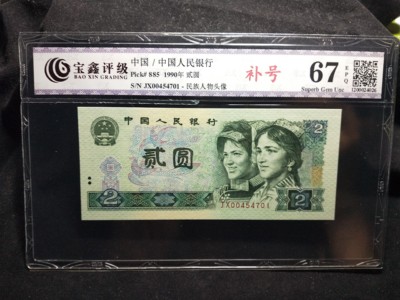 宝鑫评级
BAO XIN GRADING
中国 / 中国人民银行
Pick# 885 1990年 贰圆
S/N JX00454701 - 民族人物头像
补号
67
EPQ
Superb Gem Unc
中国人民银行
2
贰圆
2
2
JX00454701